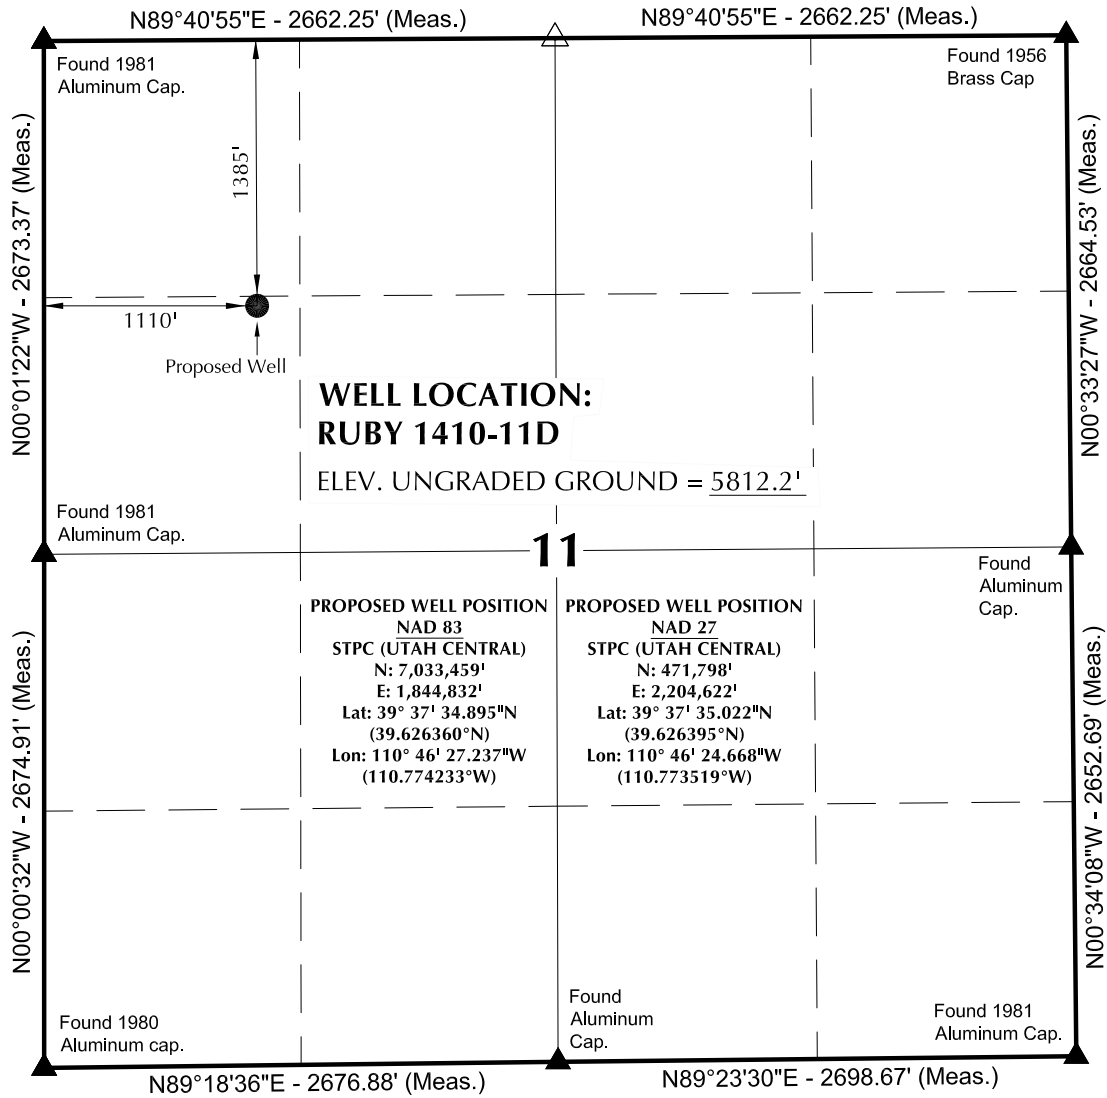 N89°40'55"E - 2662.25' (Meas.)
N89°40'55"E - 2662.25' (Meas.)
Found 1981
Aluminum Cap.
Found 1956
Brass Cap
N00°01'22"W - 2673.37' (Meas.)
1385'
N00°33'27"W - 2664.53' (Meas.)
1110'
Proposed Well
WELL LOCATION:
RUBY 1410-11D
ELEV. UNGRADED GROUND = 5812.2'
Found 1981
Aluminum Cap.
11
Found
Aluminum
Cap.
PROPOSED WELL POSITION
NAD 83
STPC (UTAH CENTRAL)
N: 7,033,459'
E: 1,844,832'
Lat: 39° 37' 34.895"N
(39.626360°N)
Lon: 110° 46' 27.237"W
(110.774233°W)
PROPOSED WELL POSITION
NAD 27
STPC (UTAH CENTRAL)
N: 471,798'
E: 2,204,622'
Lat: 39° 37' 35.022"N
(39.626395°N)
Lon: 110° 46' 24.668"W
(110.773519°W)
N00°00'32"W - 2674.91' (Meas.)
N00°34'08"W - 2652.69' (Meas.)
Found 1980
Aluminum cap.
Found
Aluminum
Cap.
Found 1981
Aluminum Cap.
N89°18'36"E - 2676.88' (Meas.)
N89°23'30"E - 2698.67' (Meas.)